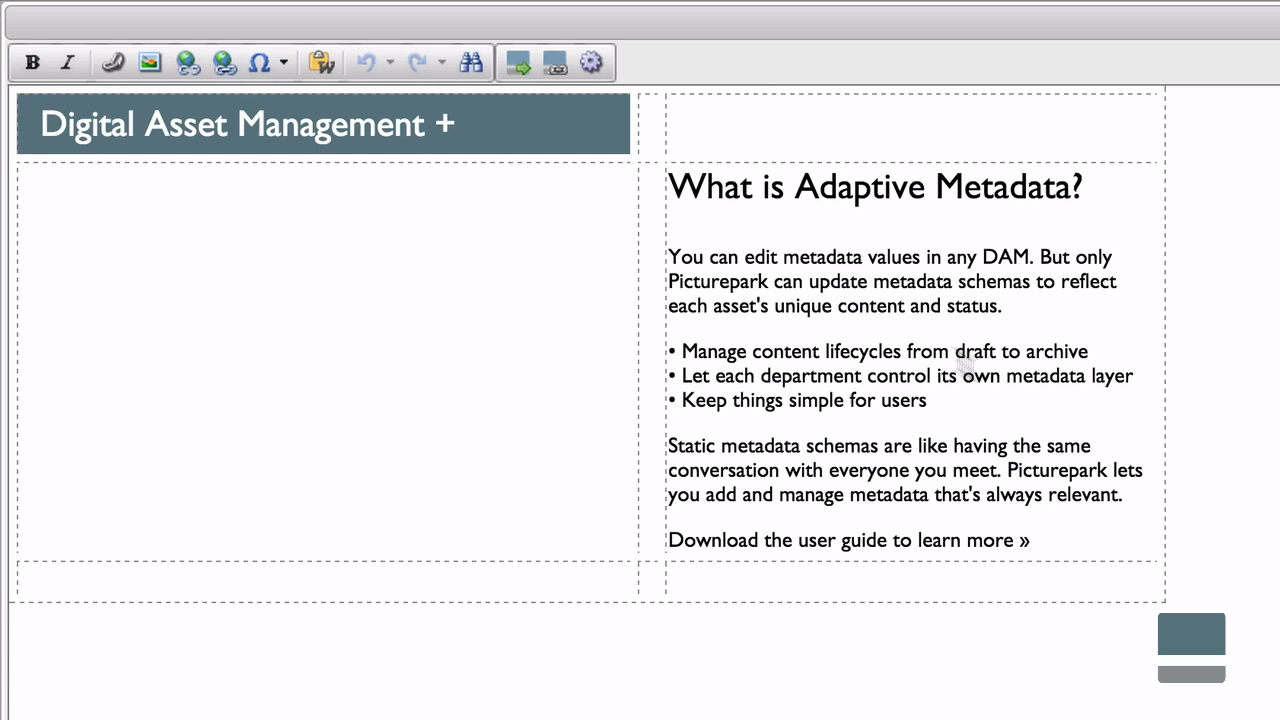 B I Ω
Digital Asset Management +
What is Adaptive Metadata?
You can edit metadata values in any DAM. But only
Picturepark can update metadata schemas to reflect
each asset's unique content and status.
• Manage content lifecycles from draft to archive
• Let each department control its own metadata layer
• Keep things simple for users
Static metadata schemas are like having the same
conversation with everyone you meet. Picturepark lets
you add and manage metadata that's always relevant.
Download the user guide to learn more »